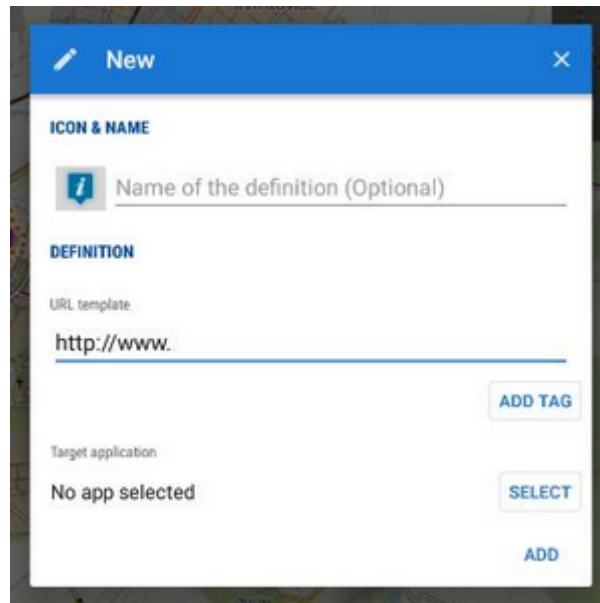 New
ICON & NAME
Name of the definition (Optional)
DEFINITION
URL template
http://www.
ADD TAG
Target application
No app selected
SELECT
ADD